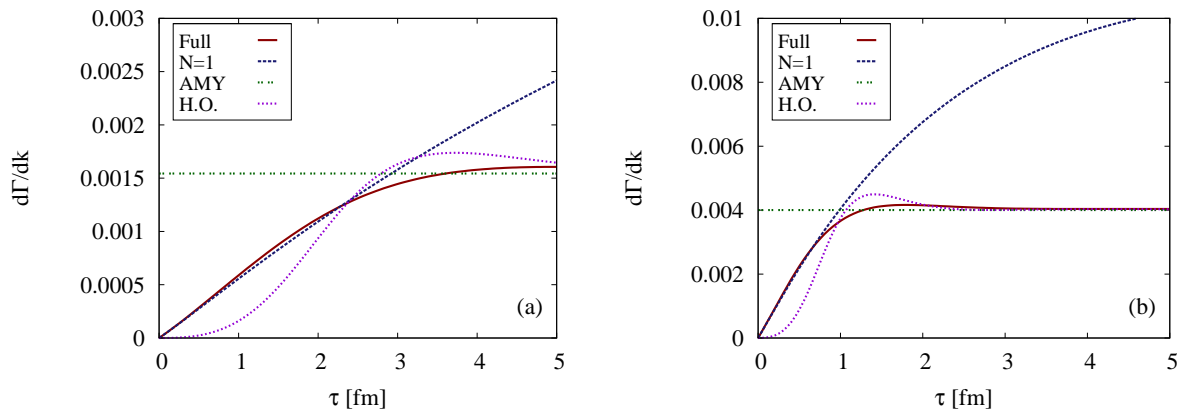 0.003
0.0025
0.002
0.0015
0.001
0.0005
0
dΓ/dk
Full
N=1
AMY
H.O.
(a)
0 1 2 3 4 5
τ [fm]
0.01
0.008
0.006
0.004
0.002
0
dΓ/dk
Full
N=1
AMY
H.O.
(b)
0 1 2 3 4 5
τ [fm]